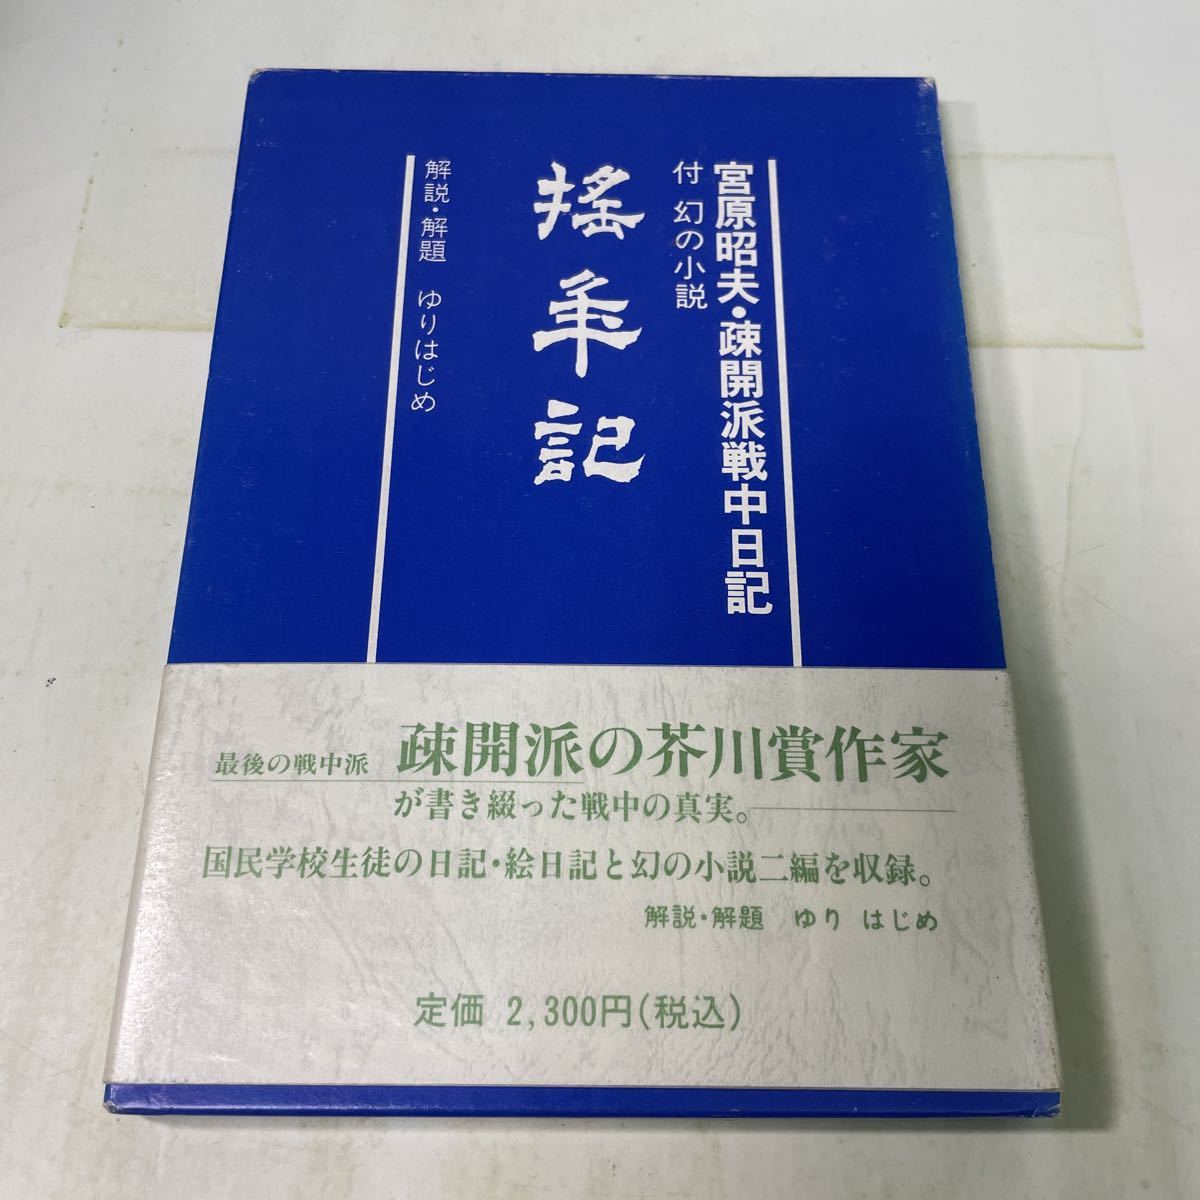 宮原昭夫・疎開派戦中日記
付 幻の小説
揺年記
解説・解題 ゆりはじめ
最後の戦中派 疎開派の芥川賞作家
が書き綴った戦中の真実。
国民学校生徒の日記・絵日記と幻の小説二編を収録。
解説・解題 ゆり はじめ
定価 2,300円(税込)